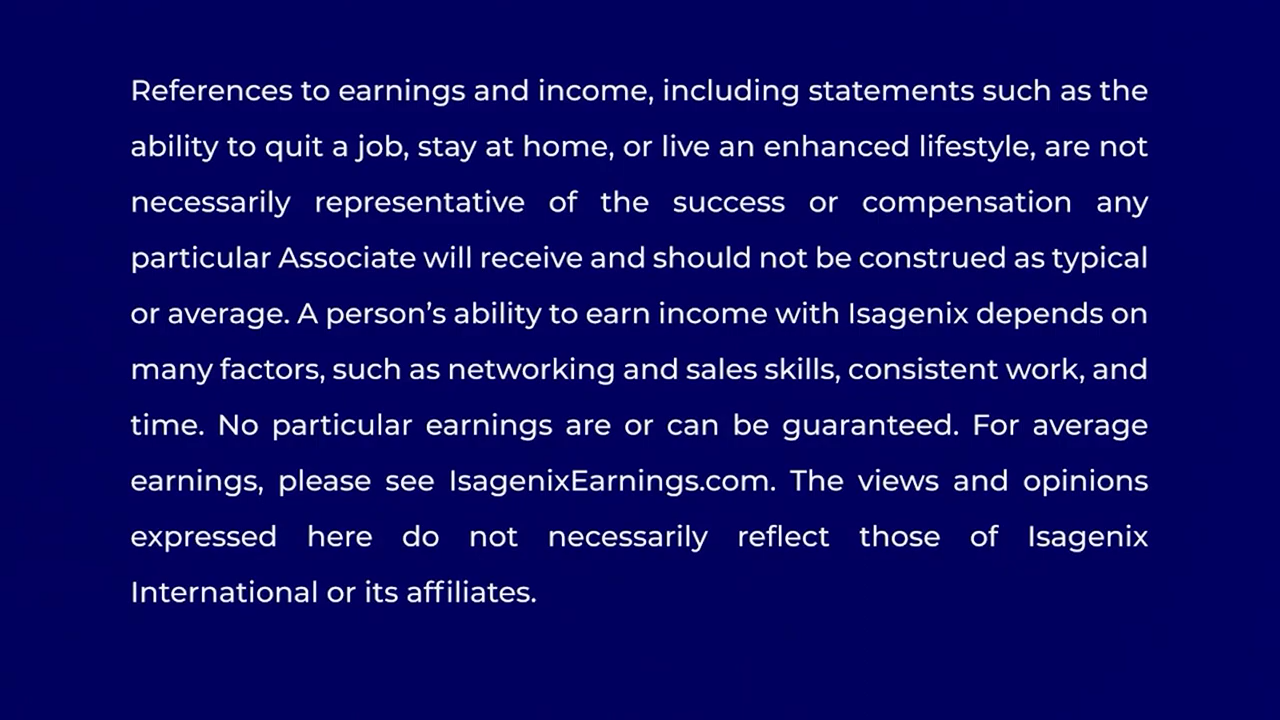 References to earnings and income, including statements such as the
ability to quit a job, stay at home, or live an enhanced lifestyle, are not
necessarily representative of the success or compensation any
particular Associate will receive and should not be construed as typical
or average. A person’s ability to earn income with Isagenix depends on
many factors, such as networking and sales skills, consistent work, and
time. No particular earnings are or can be guaranteed. For average
earnings, please see IsagenixEarnings.com. The views and opinions
expressed here do not necessarily reflect those of Isagenix
International or its affiliates.